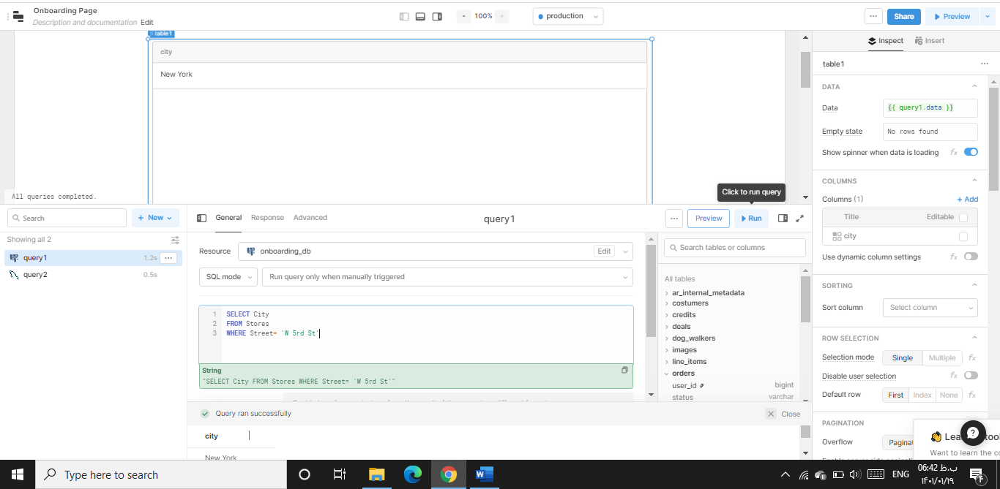 Onboarding Page
Description and documentation Edit
- 100% +
production
Share
Preview
table1
city
New York
All queries completed.
Click to run query
Inspect
Insert
table1
DATA
Data {{ query1.data }}
Empty state No rows found
Show spinner when data is loading fx
COLUMNS
Columns (1) + Add
Title Editable
city
Use dynamic column settings fx
SORTING
Sort column Select column
ROW SELECTION
Selection mode Single Multiple fx
Disable user selection fx
Default row First Index None fx
PAGINATION
Overflow
Search
+ New
Showing all 2
query1 1.2s
query2 0.5s
General Response Advanced
query1
Preview
Run
Resource onboarding_db Edit
SQL mode Run query only when manually triggered
1 SELECT City
2 FROM Stores
3 WHERE Street= 'W 5rd St'
String
"SELECT City FROM Stores WHERE Street= 'W 5rd St'"
Search tables or columns
All tables
ar_internal_metadata
costumers
credits
deals
dog_walkers
images
line_items
orders
user_id bigint
status varchar
Query ran successfully
Close
city
New York
Want to learn the
?
Type here to search
W
ENG
06:42 ب.ظ
۱۴۰۱/۰۱/۱۹
۴